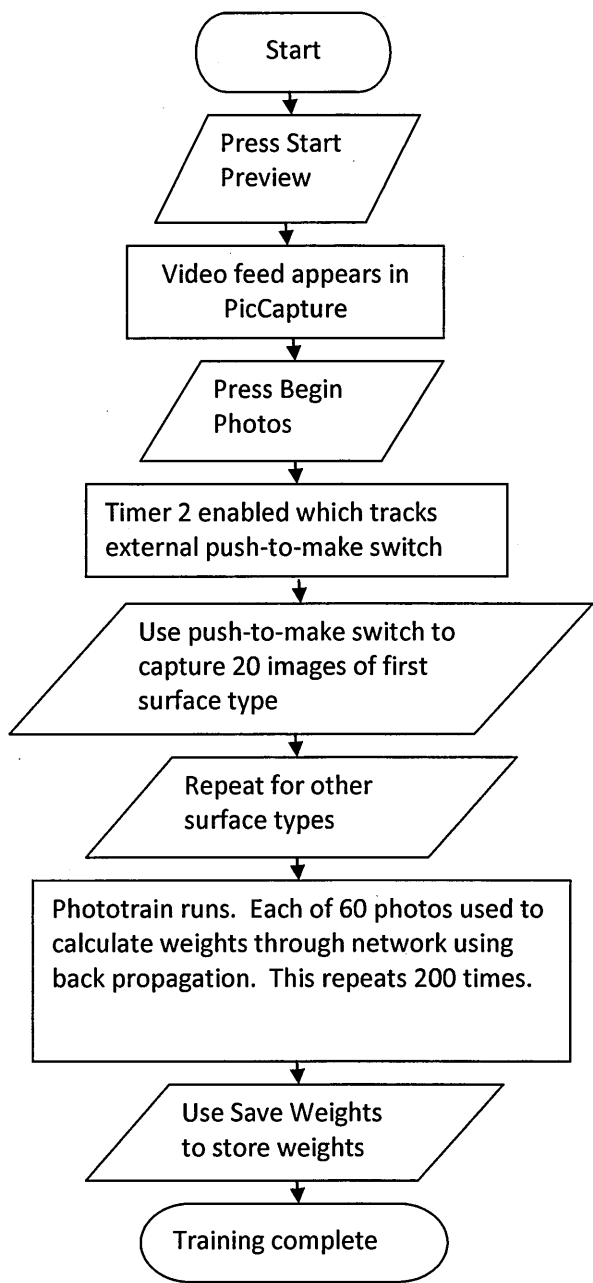 Start
Press Start
Preview
Video feed appears in
PicCapture
Press Begin
Photos
Timer 2 enabled which tracks
external push-to-make switch
Use push-to-make switch to
capture 20 images of first
surface type
Repeat for other
surface types
Phototrain runs.  Each of 60 photos used to
calculate weights through network using
back propagation.  This repeats 200 times.
Use Save Weights
to store weights
Training complete